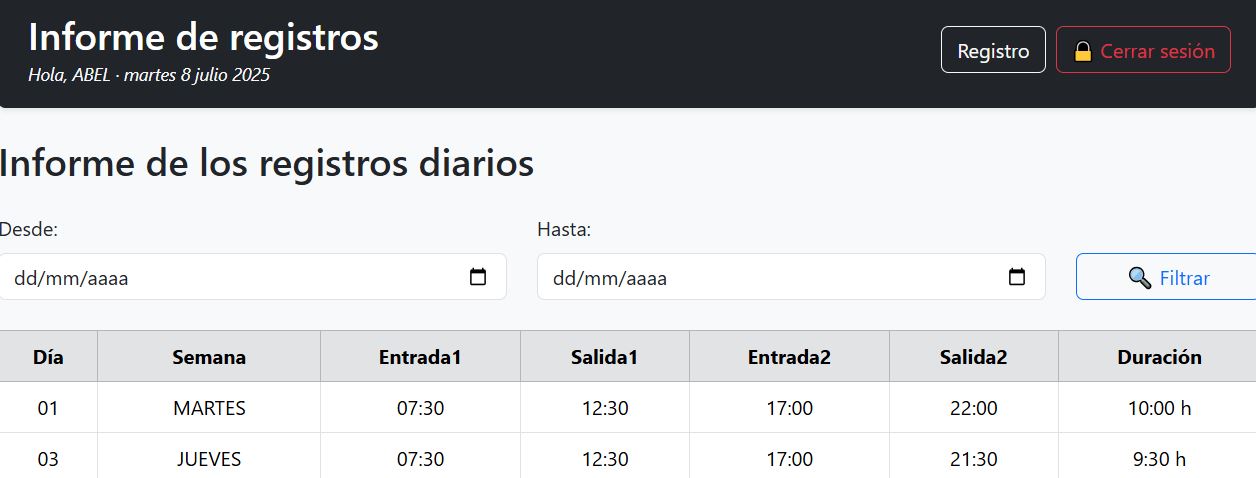 Informe de registros
Hola, ABEL · martes 8 julio 2025
Registro
Cerrar sesión
Informe de los registros diarios
Desde:
Hasta:
dd/mm/aaaa
dd/mm/aaaa
Filtrar
Día Semana Entrada1 Salida1 Entrada2 Salida2 Duración
01 MARTES 07:30 12:30 17:00 22:00 10:00 h
03 JUEVES 07:30 12:30 17:00 21:30 9:30 h